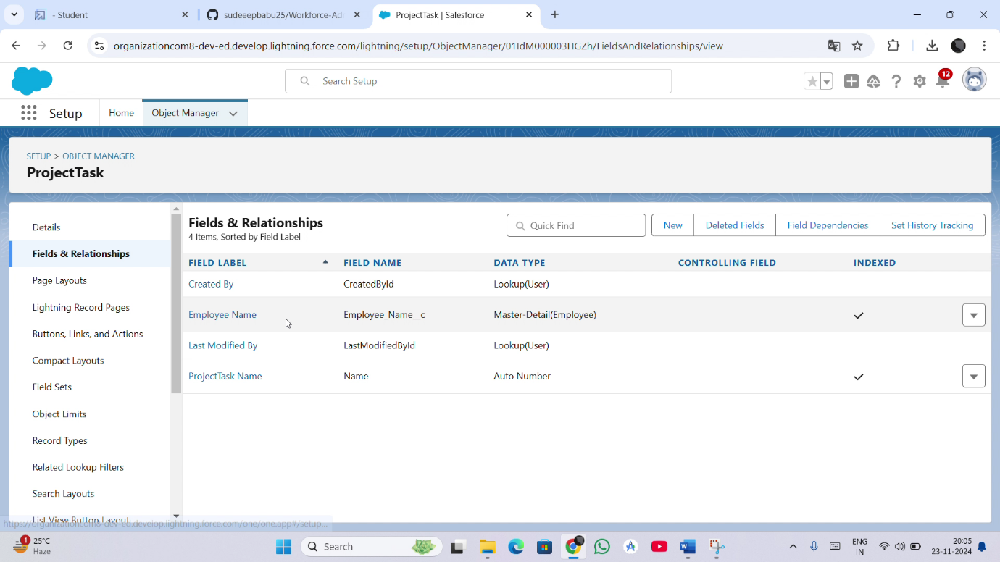 - Student
sudeeepbabu25/Workforce-Ad
ProjectTask | Salesforce
organizationcom8-dev-ed.develop.lightning.force.com/lightning/setup/ObjectManager/01IdM000003HGZh/FieldsAndRelationships/view
Search Setup
12
Setup
Home
Object Manager
SETUP > OBJECT MANAGER
ProjectTask
Details
Fields & Relationships
Page Layouts
Lightning Record Pages
Buttons, Links, and Actions
Compact Layouts
Field Sets
Object Limits
Record Types
Related Lookup Filters
Search Layouts
List View Button Layout
Fields & Relationships
4 Items, Sorted by Field Label
Quick Find
New
Deleted Fields
Field Dependencies
Set History Tracking
FIELD LABEL FIELD NAME DATA TYPE CONTROLLING FIELD INDEXED
Created By CreatedById Lookup(User)
Employee Name Employee_Name__c Master-Detail(Employee)
Last Modified By LastModifiedById Lookup(User)
ProjectTask Name Name Auto Number
https://organizationcom8-dev-ed.develop.lightning.force.com/one/one.app#/setup...
1
25°C
Haze
Search
ENG
IN
20:05
23-11-2024